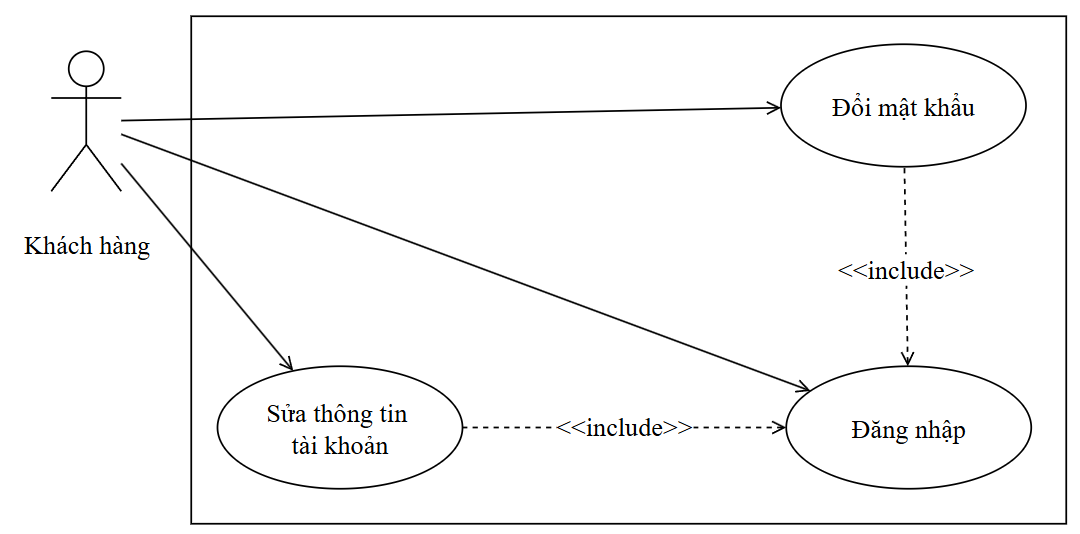 Đổi mật khẩu
Khách hàng
<<include>>
Sửa thông tin
tài khoản
<<include>>
Đăng nhập